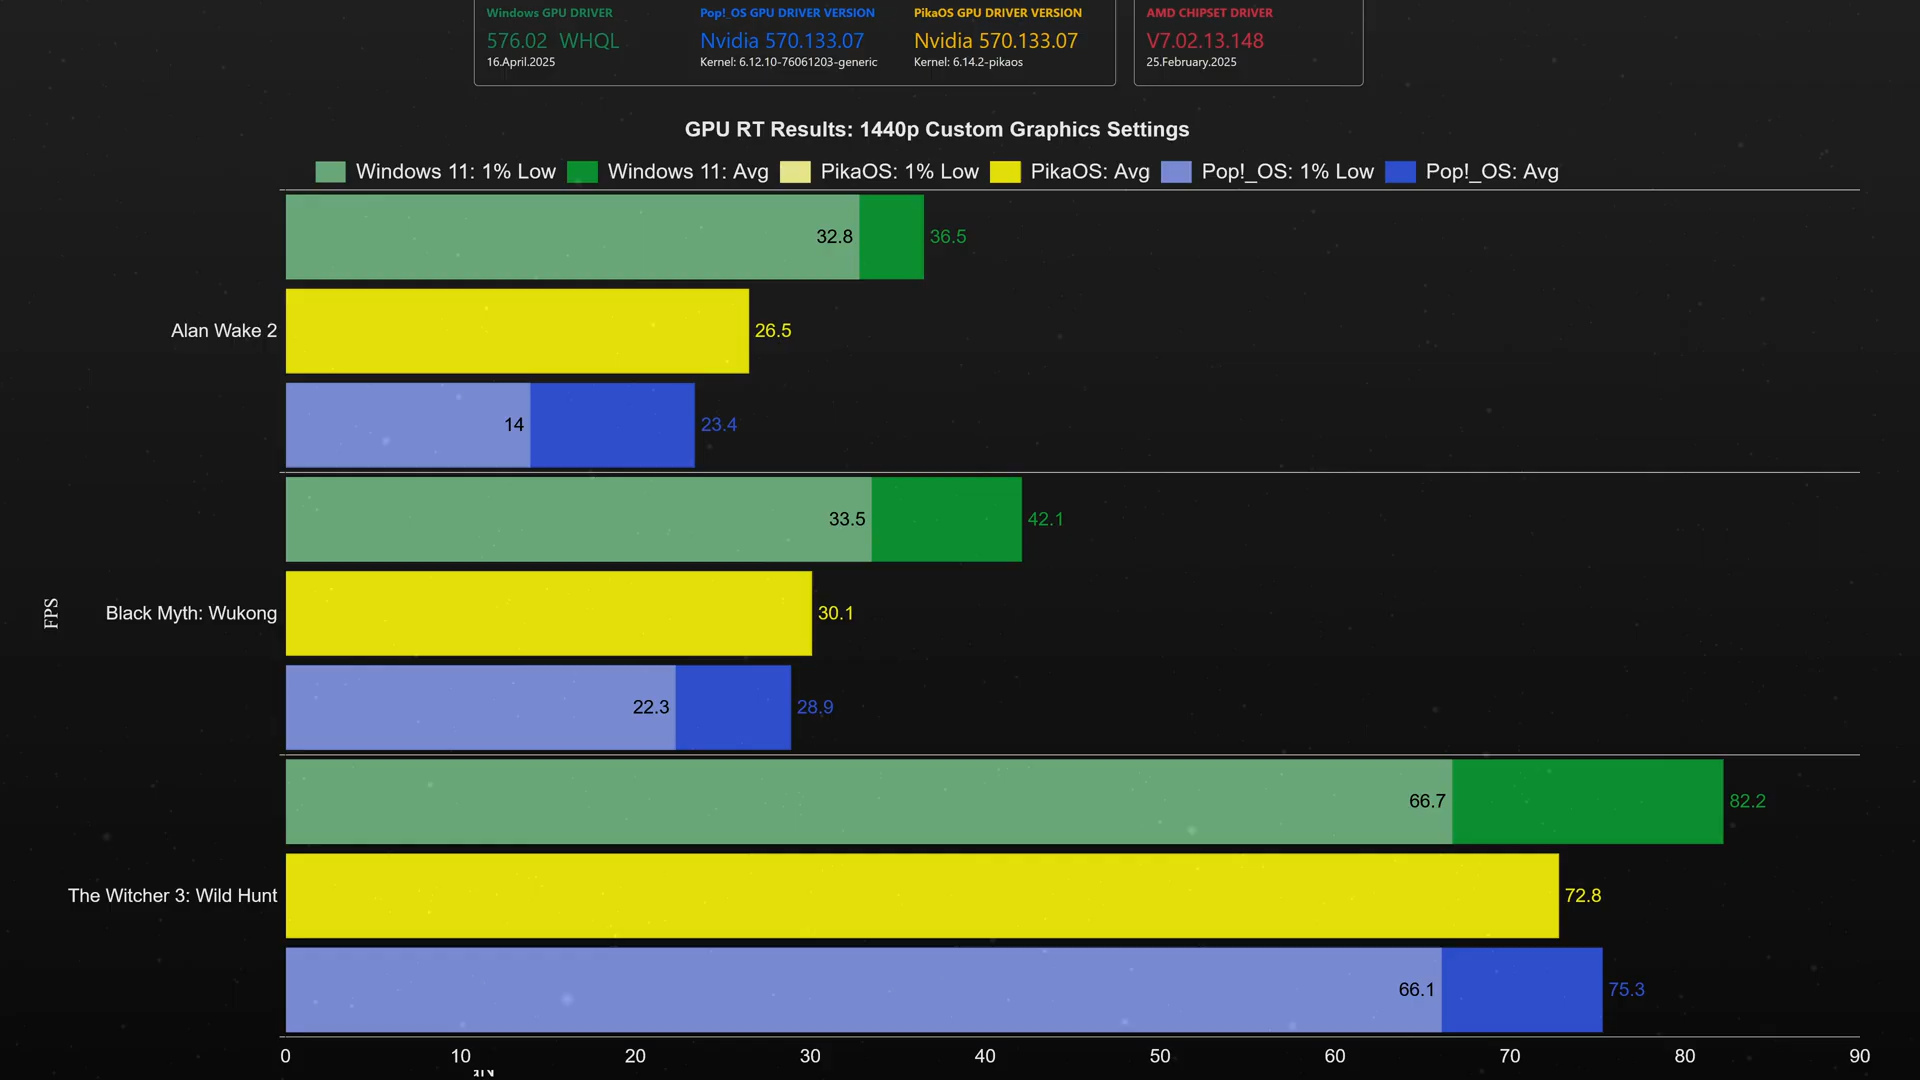 Windows GPU DRIVER
576.02 WHQL
16.April.2025
Pop!_OS GPU DRIVER VERSION
Nvidia 570.133.07
Kernel: 6.12.10-76061203-generic
PikaOS GPU DRIVER VERSION
Nvidia 570.133.07
Kernel: 6.14.2-pikaos
AMD CHIPSET DRIVER
V7.02.13.148
25.February.2025
GPU RT Results: 1440p Custom Graphics Settings
Windows 11: 1% Low
Windows 11: Avg
PikaOS: 1% Low
PikaOS: Avg
Pop!_OS: 1% Low
Pop!_OS: Avg
FPS
Alan Wake 2
32.8
36.5
26.5
14
23.4
Black Myth: Wukong
33.5
42.1
30.1
22.3
28.9
The Witcher 3: Wild Hunt
66.7
82.2
72.8
66.1
75.3
0 10 20 30 40 50 60 70 80 90